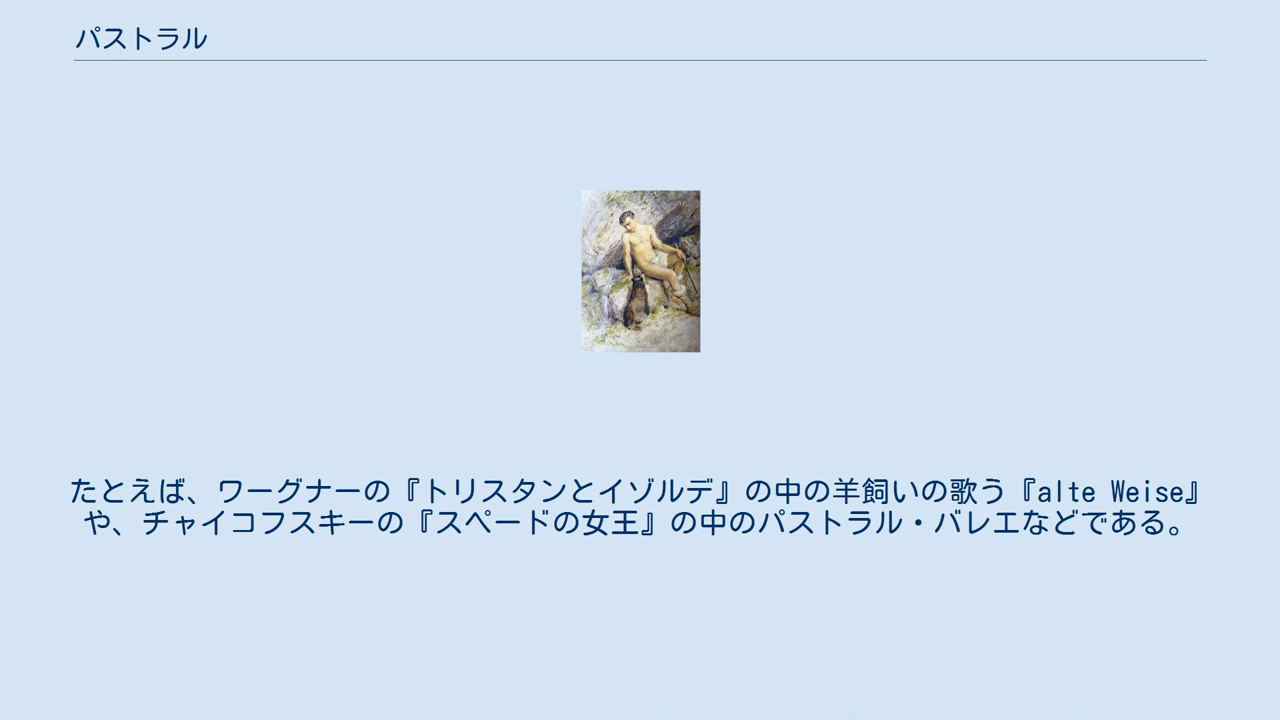 パストラル
たとえば、ワーグナーの『トリスタンとイゾルデ』の中の羊飼いの歌う『alte Weise』
や、チャイコフスキーの『スペードの女王』の中のパストラル・バレエなどである。